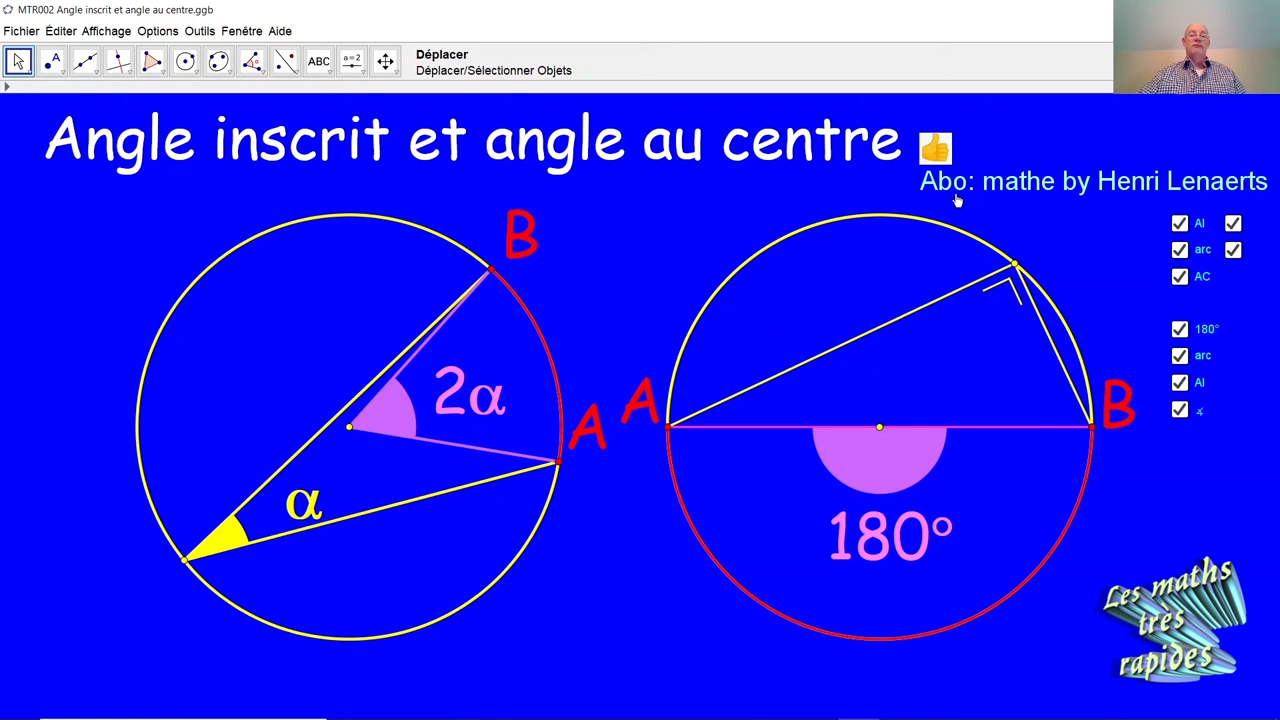 MTR002 Angle inscrit et angle au centre.ggb
Fichier Éditer Affichage Options Outils Fenêtre Aide
ABC
a=2
Déplacer
Déplacer/Sélectionner Objets
Angle inscrit et angle au centre
Abo: mathe by Henri Lenaerts
B
2α
A
α
A
B
180°
AI
arc
AC
180°
arc
AI
∡
Les maths
très
rapides